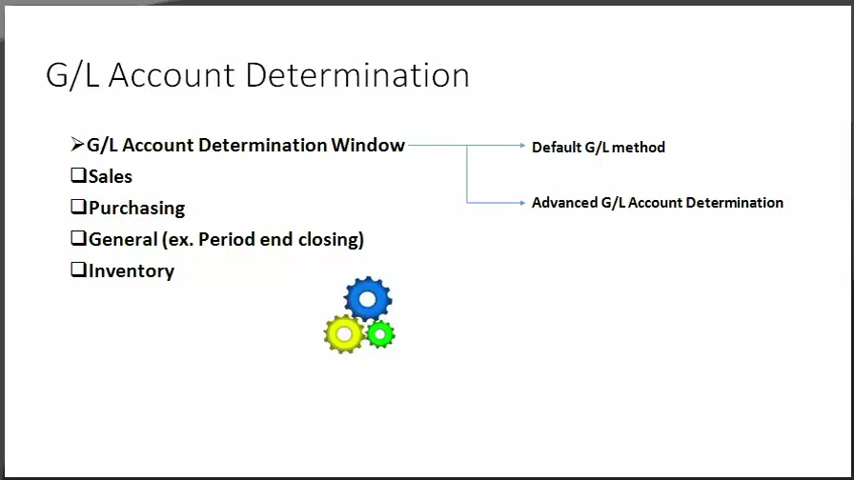 G/L Account Determination
➢G/L Account Determination Window
Default G/L method
❑Sales
Advanced G/L Account Determination
❑Purchasing
❑General (ex. Period end closing)
❑Inventory